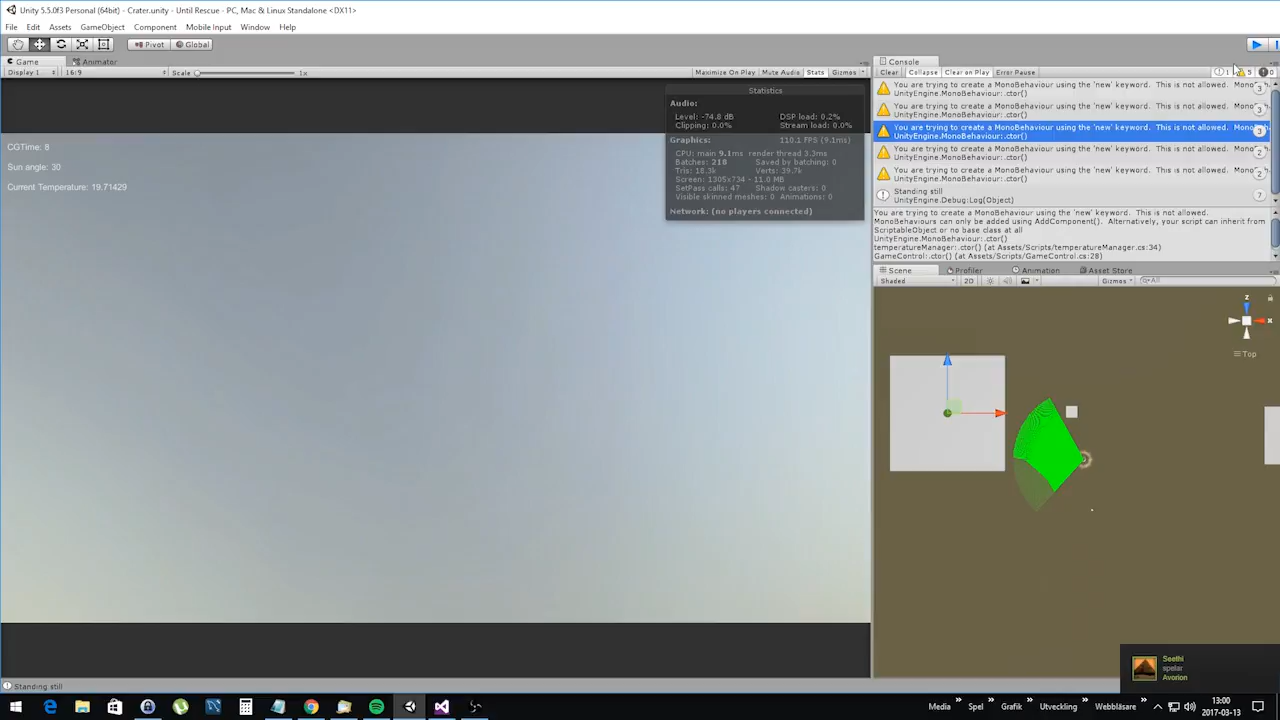 Unity 5.5.0f3 Personal (64bit) - Crater.unity - Until Rescue - PC, Mac & Linux Standalone <DX11>
File Edit Assets GameObject Component Mobile Input Window Help
Pivot Global
Game Animator
Display 1 16:9 Scale 1x Maximize On Play Mute Audio Stats Gizmos
Statistics
Audio:
Level: -74.8 dB DSP load: 0.2%
Clipping: 0.0% Stream load: 0.0%
Graphics: 110.1 FPS (9.1ms)
CPU: main 9.1ms render thread 3.3ms
Batches: 218 Saved by batching: 0
Tris: 18.3k Verts: 39.7k
Screen: 1305x734 - 11.0 MB
SetPass calls: 47 Shadow casters: 0
Visible skinned meshes: 0 Animations: 0
Network: (no players connected)
CGTime: 8
Sun angle: 30
Current Temperature: 19.71429
Console
Clear Collapse Clear on Play Error Pause 1 5 0
You are trying to create a MonoBehaviour using the 'new' keyword. This is not allowed. 3
UnityEngine.MonoBehaviour:.ctor()
You are trying to create a MonoBehaviour using the 'new' keyword. This is not allowed. 3
UnityEngine.MonoBehaviour:.ctor()
You are trying to create a MonoBehaviour using the 'new' keyword. This is not allowed. 3
UnityEngine.MonoBehaviour:.ctor()
You are trying to create a MonoBehaviour using the 'new' keyword. This is not allowed. 2
UnityEngine.MonoBehaviour:.ctor()
You are trying to create a MonoBehaviour using the 'new' keyword. This is not allowed. 2
UnityEngine.MonoBehaviour:.ctor()
Standing still
UnityEngine.Debug:Log(Object)
You are trying to create a MonoBehaviour using the 'new' keyword. This is not allowed.
MonoBehaviours can only be added using AddComponent(). Alternatively, your script can inherit from
ScriptableObject or no base class at all
UnityEngine.MonoBehaviour:.ctor()
temperatureManager:.ctor() (at Assets/Scripts/temperatureManager.cs:34)
GameControl:.ctor() (at Assets/Scripts/GameControl.cs:28)
Scene Profiler Animation Asset Store
Shaded 2D Gizmos All
z
x
Top
Seethi
spelar
Avorion
Standing still
Media Spel Grafik Utveckling Webbläsare
13:00
2017-03-13